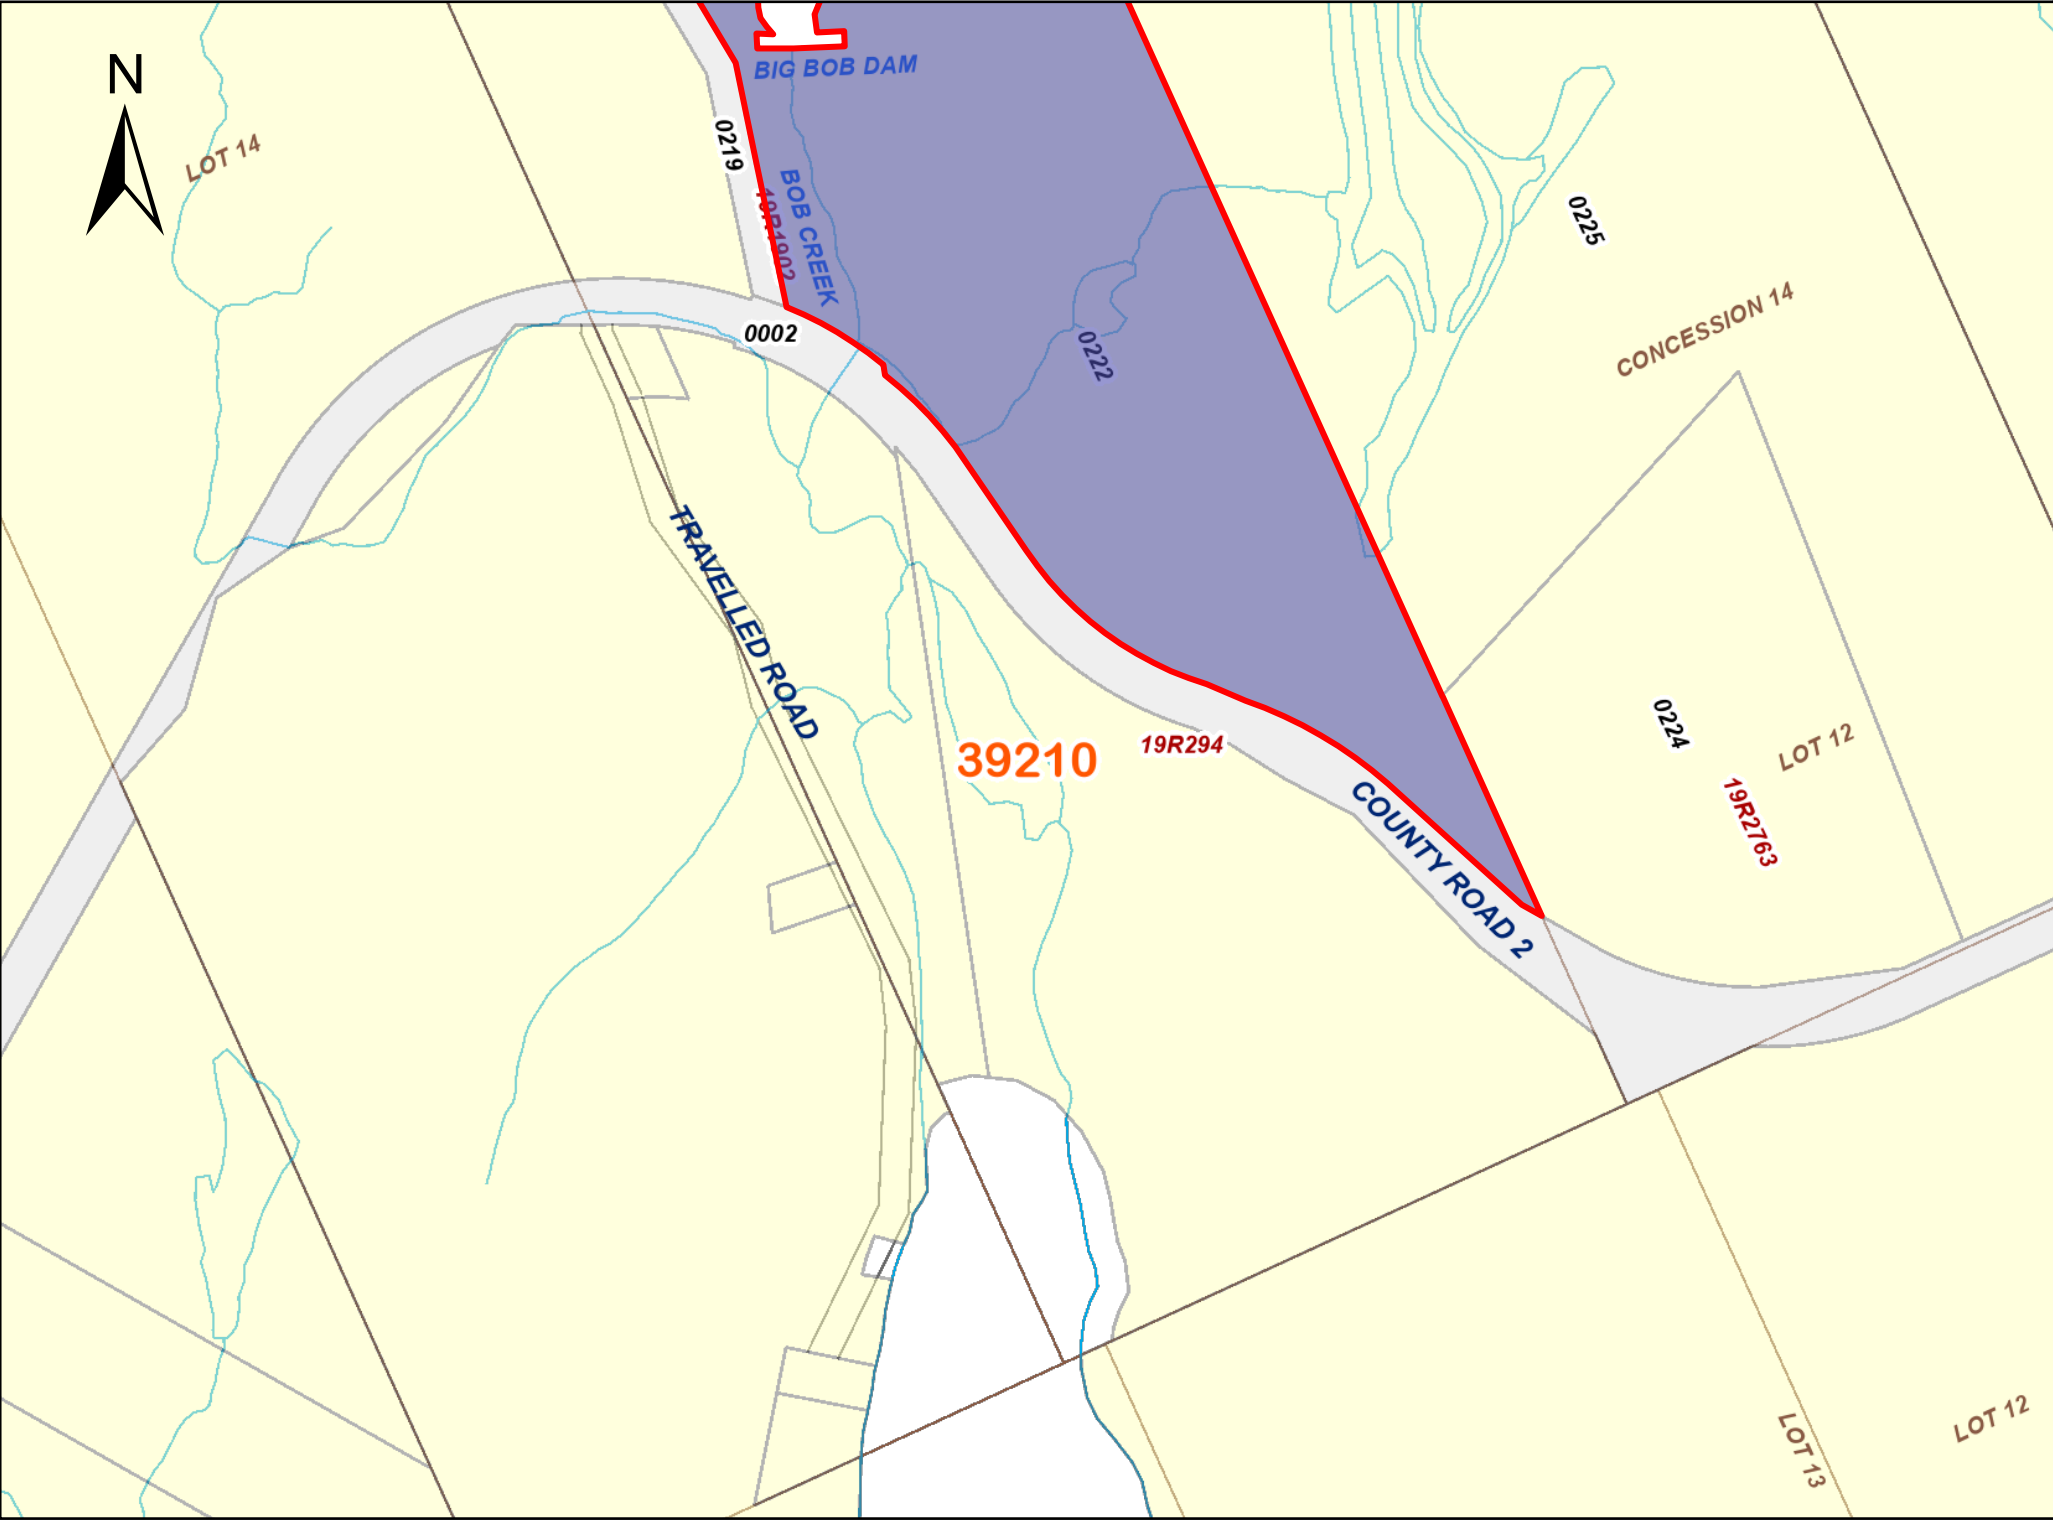 N
BIG BOB DAM
LOT 14
0219
19R1902
BOB CREEK
0225
0002
0222
CONCESSION 14
TRAVELLED ROAD
39210
19R294
0224
LOT 12
19R2763
COUNTY ROAD 2
LOT 13
LOT 12